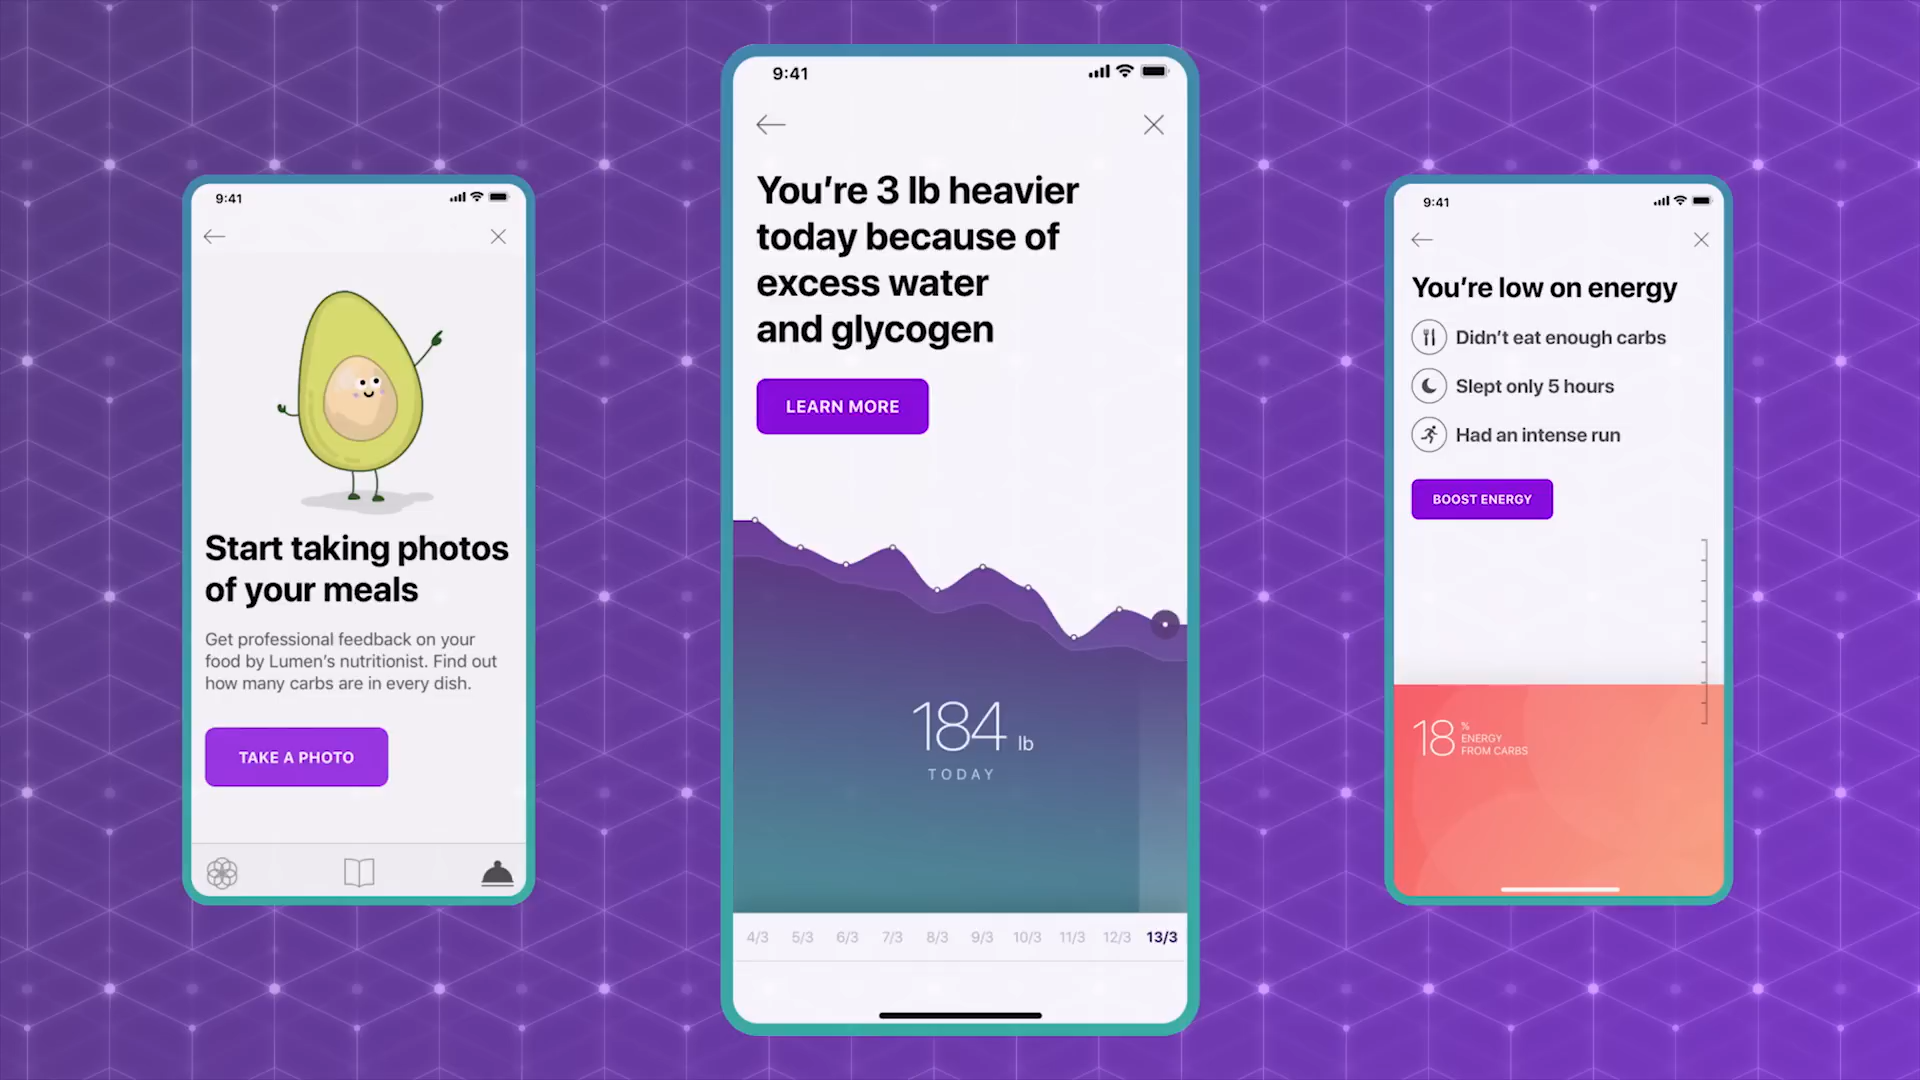 9:41
Start taking photos
of your meals
Get professional feedback on your
food by Lumen's nutritionist. Find out
how many carbs are in every dish.
TAKE A PHOTO
9:41
You're 3 lb heavier
today because of
excess water
and glycogen
LEARN MORE
184 lb
TODAY
4/3 5/3 6/3 7/3 8/3 9/3 10/3 11/3 12/3 13/3
9:41
You're low on energy
Didn't eat enough carbs
Slept only 5 hours
Had an intense run
BOOST ENERGY
18 %
ENERGY
FROM CARBS